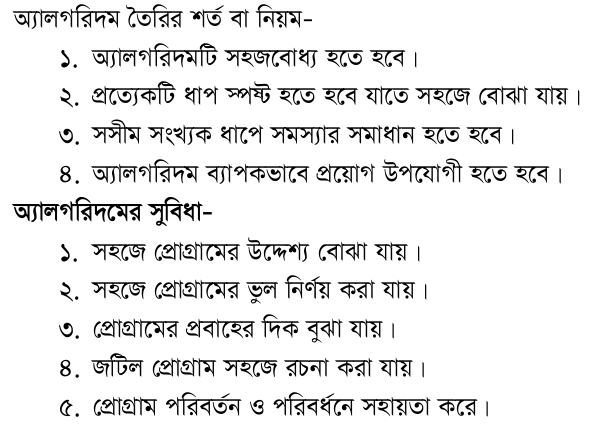 অ্যালগরিদম তৈরির শর্ত বা নিয়ম-
১. অ্যালগরিদমটি সহজবোধ্য হতে হবে।
২. প্রত্যেকটি ধাপ স্পষ্ট হতে হবে যাতে সহজে বোঝা যায়।
৩. সসীম সংখ্যক ধাপে সমস্যার সমাধান হতে হবে।
৪. অ্যালগরিদম ব্যাপকভাবে প্রয়োগ উপযোগী হতে হবে।
অ্যালগরিদমের সুবিধা-
১. সহজে প্রোগ্রামের উদ্দেশ্য বোঝা যায়।
২. সহজে প্রোগ্রামের ভুল নির্ণয় করা যায়।
৩. প্রোগ্রামের প্রবাহের দিক বুঝা যায়।
৪. জটিল প্রোগ্রাম সহজে রচনা করা যায়।
৫. প্রোগ্রাম পরিবর্তন ও পরিবর্ধনে সহায়তা করে।